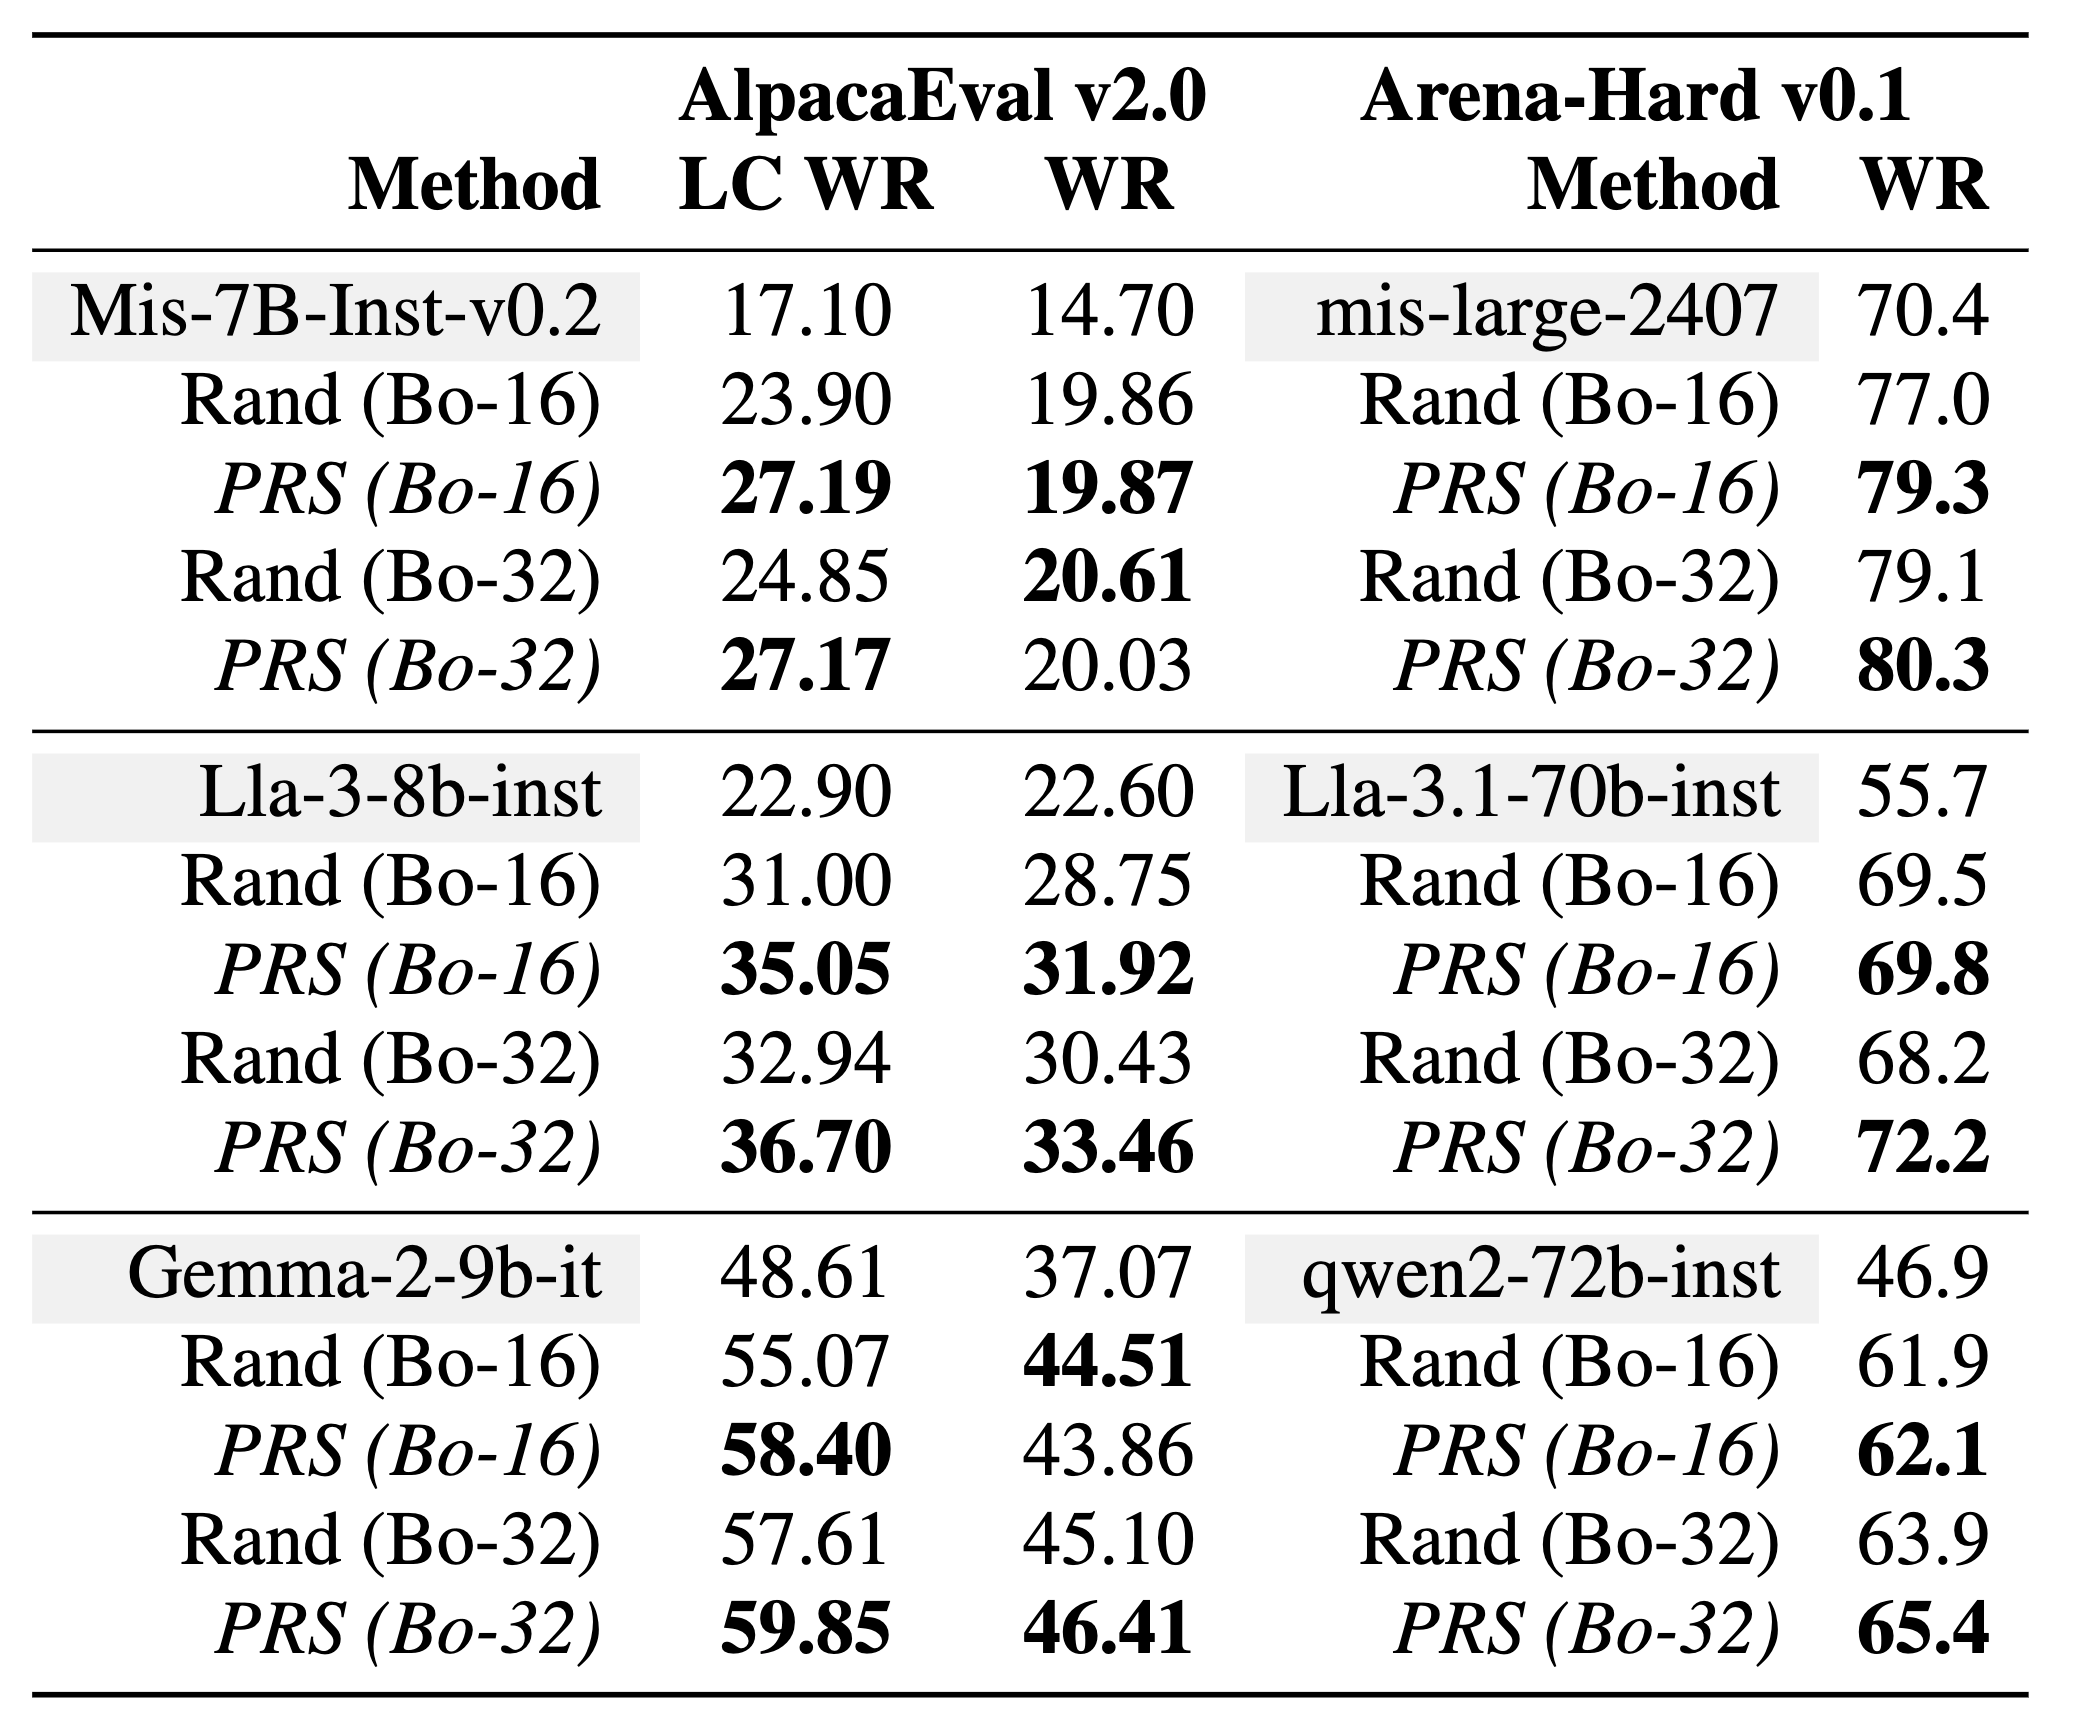 AlpacaEval v2.0 Arena-Hard v0.1
Method LC WR WR Method WR
Mis-7B-Inst-v0.2 17.10 14.70 mis-large-2407 70.4
Rand (Bo-16) 23.90 19.86 Rand (Bo-16) 77.0
PRS (Bo-16) 27.19 19.87 PRS (Bo-16) 79.3
Rand (Bo-32) 24.85 20.61 Rand (Bo-32) 79.1
PRS (Bo-32) 27.17 20.03 PRS (Bo-32) 80.3
Lla-3-8b-inst 22.90 22.60 Lla-3.1-70b-inst 55.7
Rand (Bo-16) 31.00 28.75 Rand (Bo-16) 69.5
PRS (Bo-16) 35.05 31.92 PRS (Bo-16) 69.8
Rand (Bo-32) 32.94 30.43 Rand (Bo-32) 68.2
PRS (Bo-32) 36.70 33.46 PRS (Bo-32) 72.2
Gemma-2-9b-it 48.61 37.07 qwen2-72b-inst 46.9
Rand (Bo-16) 55.07 44.51 Rand (Bo-16) 61.9
PRS (Bo-16) 58.40 43.86 PRS (Bo-16) 62.1
Rand (Bo-32) 57.61 45.10 Rand (Bo-32) 63.9
PRS (Bo-32) 59.85 46.41 PRS (Bo-32) 65.4